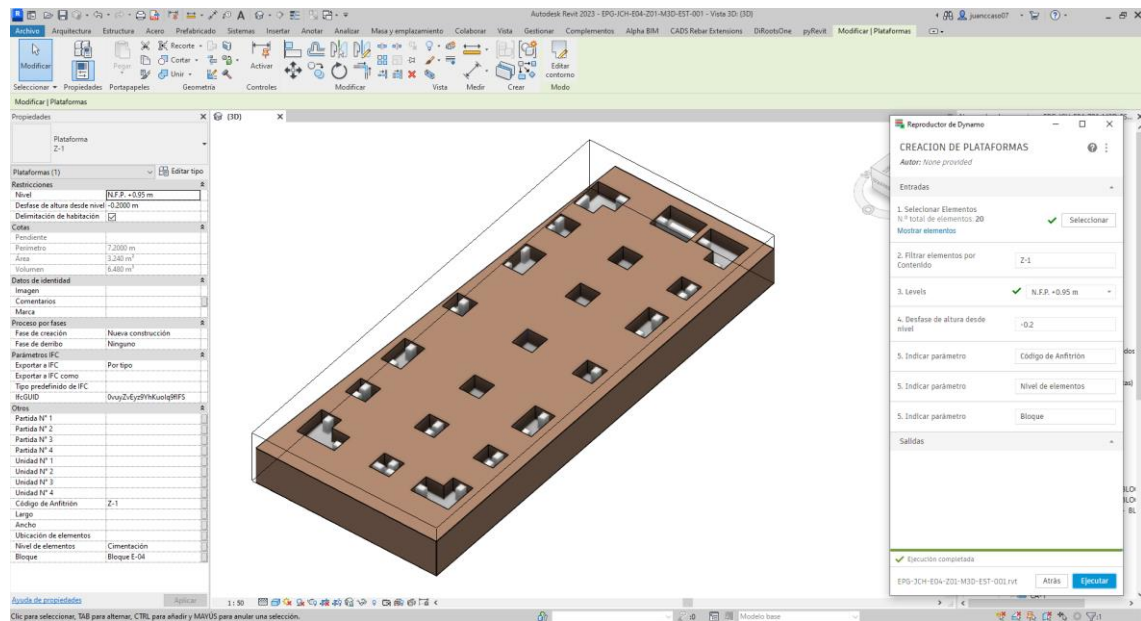 Autodesk Revit 2023 - EPG-JCH-E04-Z01-M3D-EST-001 - Vista 3D: {3D}
juanccaso07
Archivo Arquitectura Estructura Acero Prefabricado Sistemas Insertar Anotar Analizar Masa y emplazamiento Colaborar Vista Gestionar Complementos Alpha BIM CADS Rebar Extensions DiRootsOne pyRevit Modificar | Plataformas
Modificar Pegar Recorte Activar Editar
Cortar contorno
Unir
Seleccionar Propiedades Portapapeles Geometría Controles Modificar Vista Medir Crear Modo
Modificar | Plataformas
Propiedades
{3D}
Plataforma
Z-1
Plataformas (1) Editar tipo
Restricciones
Nivel N.F.P. +0.95 m
Desfase de altura desde nivel -0.2000 m
Delimitación de habitación
Cotas
Pendiente
Perímetro 7.2000 m
Área 3.240 m²
Volumen 6.480 m³
Datos de identidad
Imagen
Comentarios
Marca
Proceso por fases
Fase de creación Nueva construcción
Fase de derribo Ninguno
Parámetros IFC
Exportar a IFC Por tipo
Exportar a IFC como
Tipo predefinido de IFC
IfcGUID
Otros
Partida N° 1
Partida N° 2
Partida N° 3
Partida N° 4
Unidad N° 1
Unidad N° 2
Unidad N° 3
Unidad N° 4
Código de Anfitrión Z-1
Largo
Ancho
Ubicación de elementos
Nivel de elementos Cimentación
Bloque Bloque E-04
Ayuda de propiedades Aplicar
1 : 50
Clic para seleccionar, TAB para alternar, CTRL para añadir y MAYÚS para anular una selección.
:0
Modelo base
Reproductor de Dynamo
CREACION DE PLATAFORMAS
Autor: None provided
Entradas
1. Selecionar Elementos
N.º total de elementos: 20 Seleccionar
Mostrar elementos
2. Filtrar elementos por
Contenido Z-1
3. Levels N.F.P. +0.95 m
4. Desfase de altura desde
nivel -0.2
5. Indicar parámetro Código de Anfitrión
5. Indicar parámetro Nivel de elementos
5. Indicar parámetro Bloque
Salidas
Ejecución completada
EPG-JCH-E04-Z01-M3D-EST-001.rvt Atrás Ejecutar